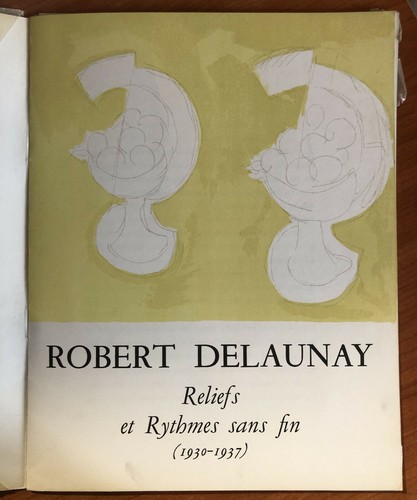 ROBERT DELAUNAY
Reliefs
et Rythmes sans fin
(1930-1937)